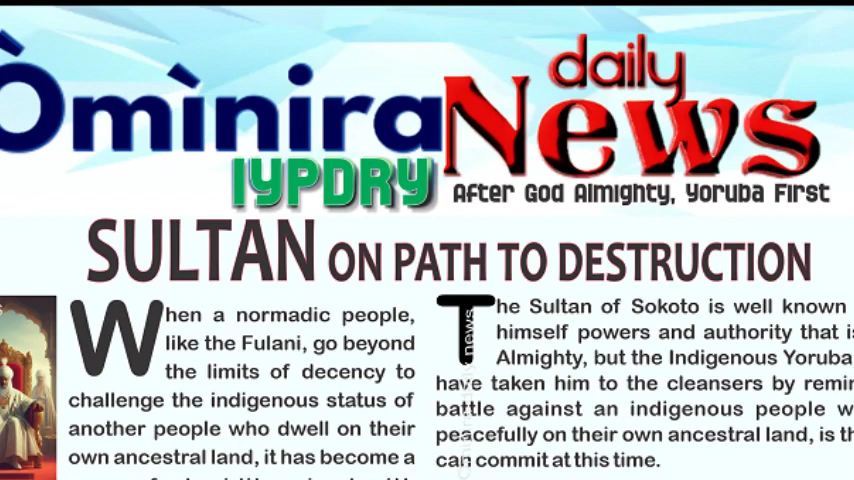 Òmìnira daily News
IYPDRY
After God Almighty, Yoruba First
SULTAN ON PATH TO DESTRUCTION
When a normadic people,
like the Fulani, go beyond
the limits of decency to
challenge the indigenous status of
another people who dwell on their
own ancestral land, it has become a
The Sultan of Sokoto is well known
himself powers and authority that
Almighty, but the Indigenous Yoruba
have taken him to the cleansers by
battle against an indigenous people
peacefully on their own ancestral land, is
can commit at this time.
news